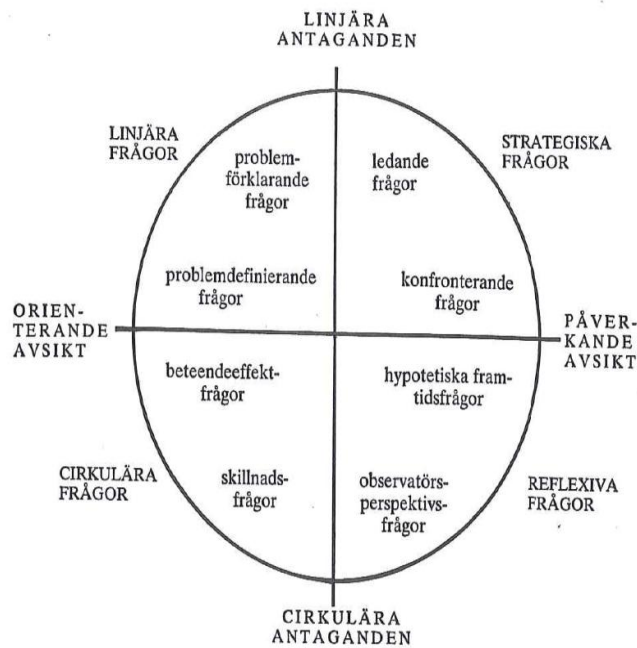 LINJÄRA
ANTAGANDEN
LINJÄRA
FRÅGOR
STRATEGISKA
FRÅGOR
problem-
förklarande
frågor
ledande
frågor
problemdefinierande
frågor
konfronterande
frågor
ORIEN-
TERANDE
AVSIKT
PÅVER-
KANDE
AVSIKT
beteendeeffekt-
frågor
hypotetiska fram-
tidsfrågor
CIRKULÄRA
FRÅGOR
skillnads-
frågor
observatörs-
perspektivs-
frågor
REFLEXIVA
FRÅGOR
CIRKULÄRA
ANTAGANDEN